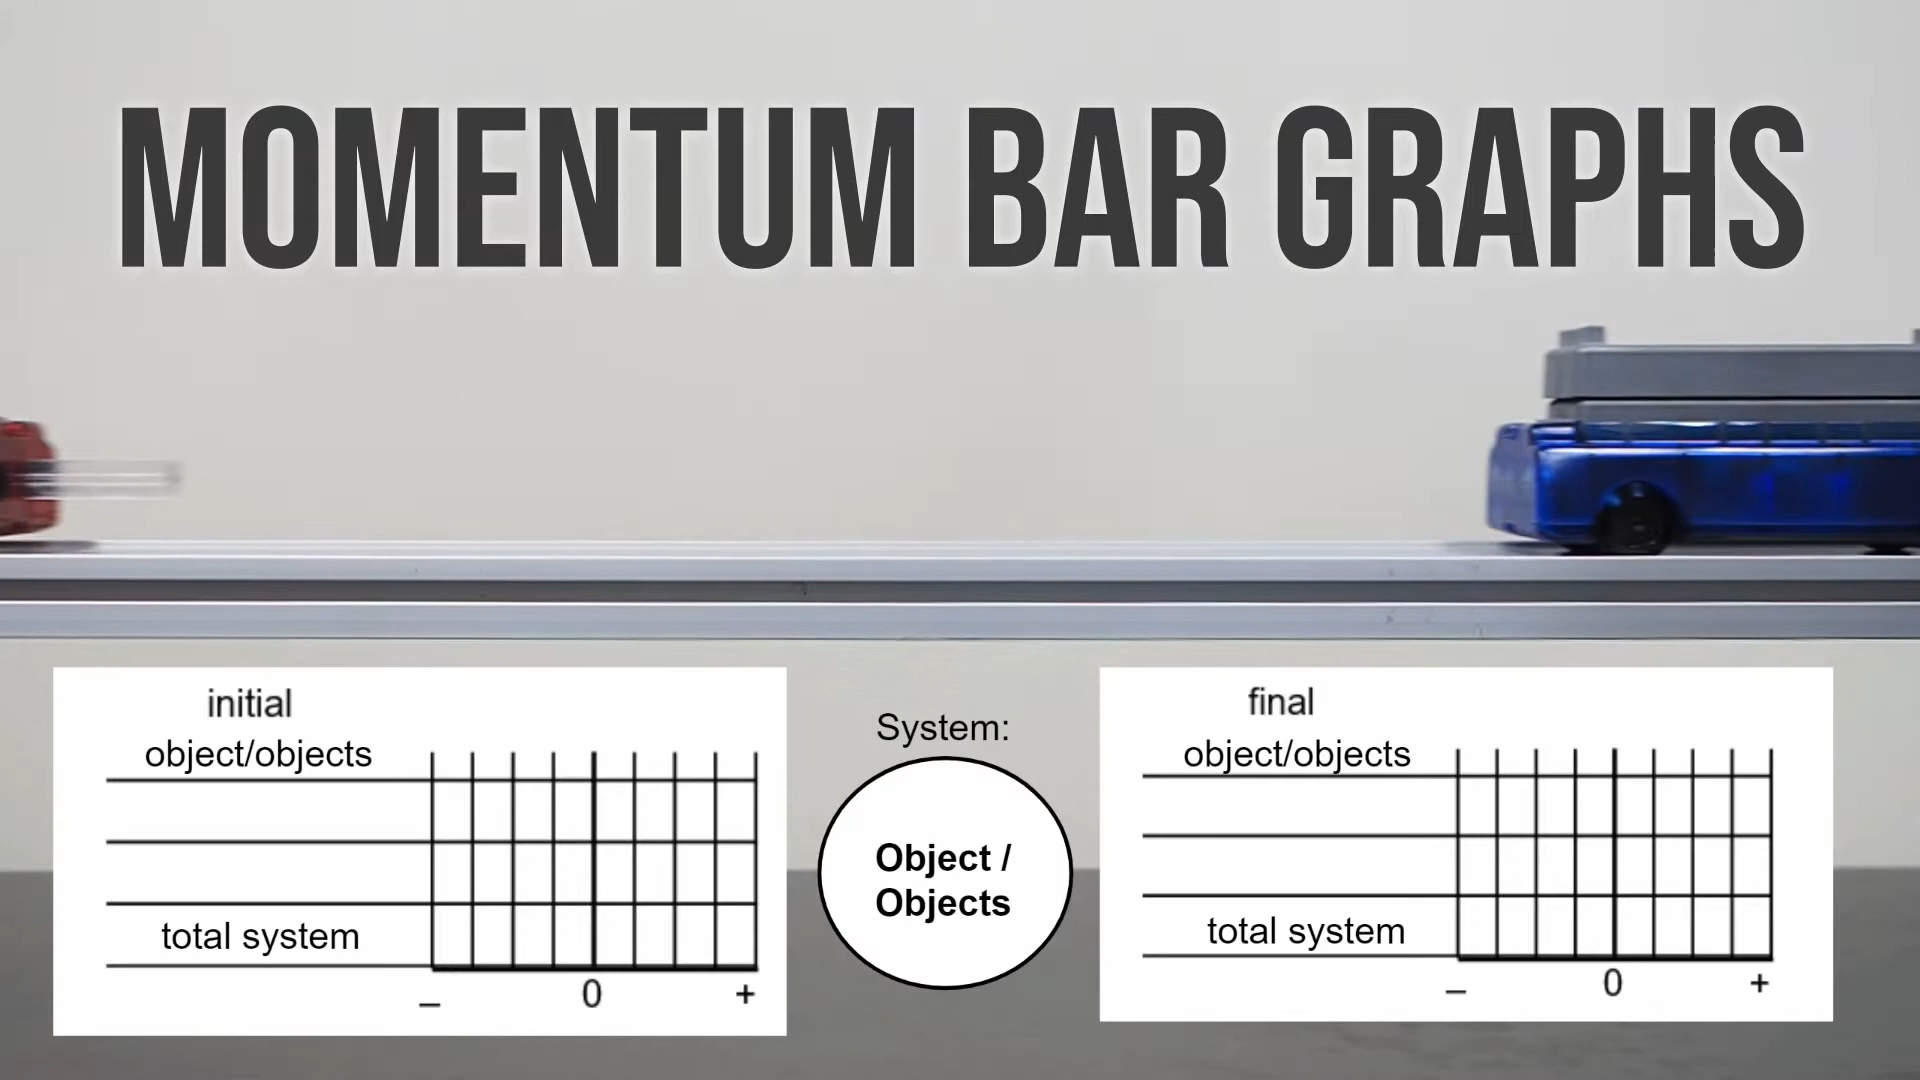 MOMENTUM BAR GRAPHS
initial
object/objects
total system
– 0 +
System:
Object /
Objects
final
object/objects
total system
– 0 +